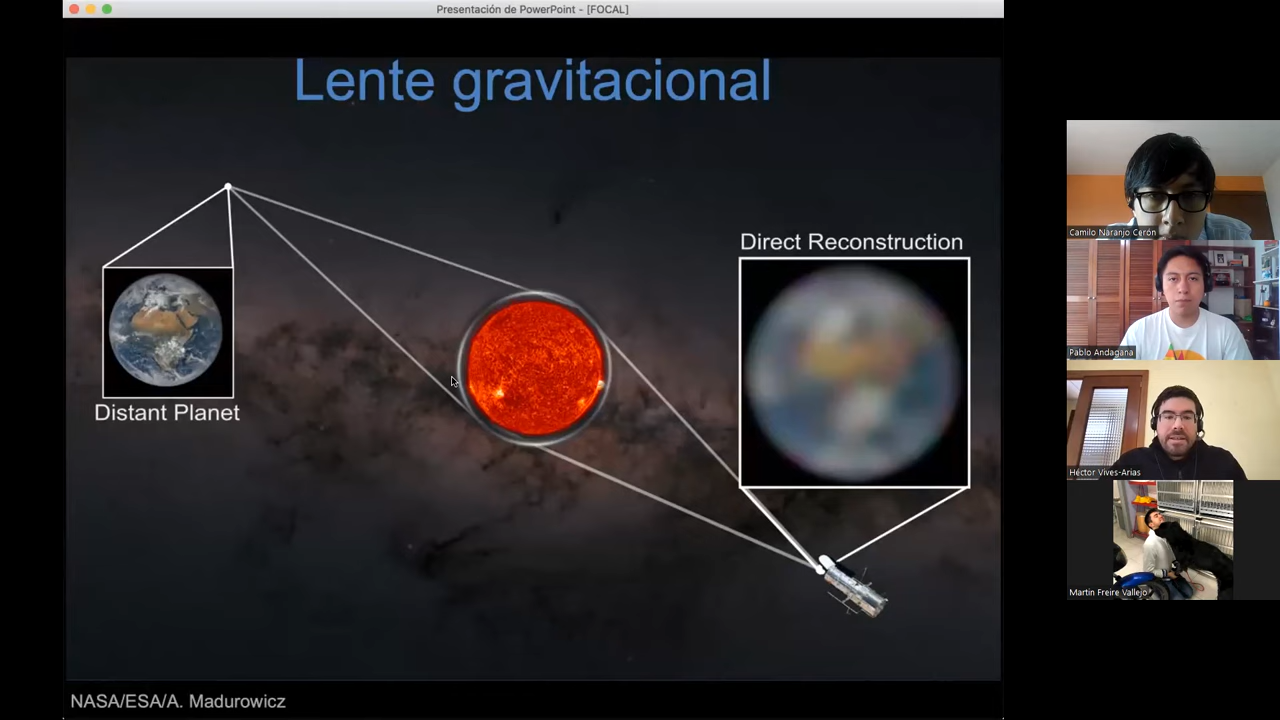 Presentación de PowerPoint - [FOCAL]
Lente gravitacional
Direct Reconstruction
Distant Planet
NASA/ESA/A. Madurowicz
Camilo Naranjo Cerón
Pablo Andagana
Héctor Vives-Arias
Martin Freire Vallejo